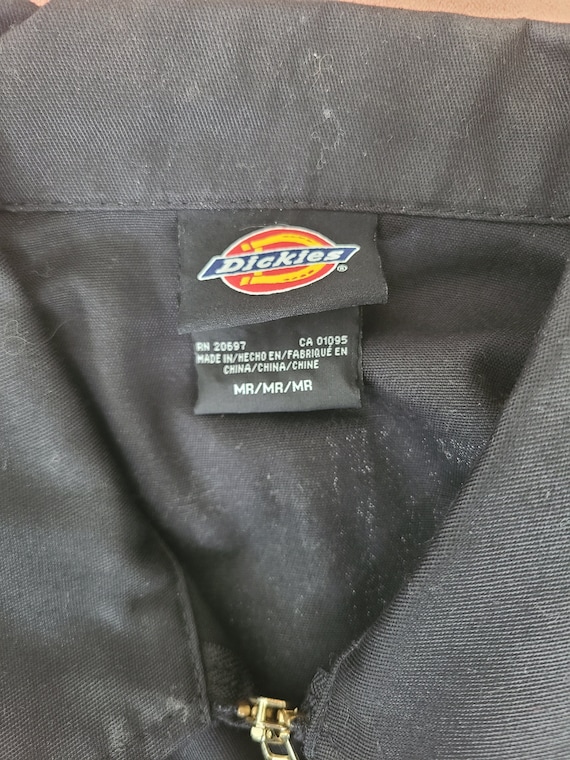 Dickies®
RN 20697 CA 01095
MADE IN/HECHO EN/FABRIQUÉ EN
CHINA/CHINA/CHINE
MR/MR/MR